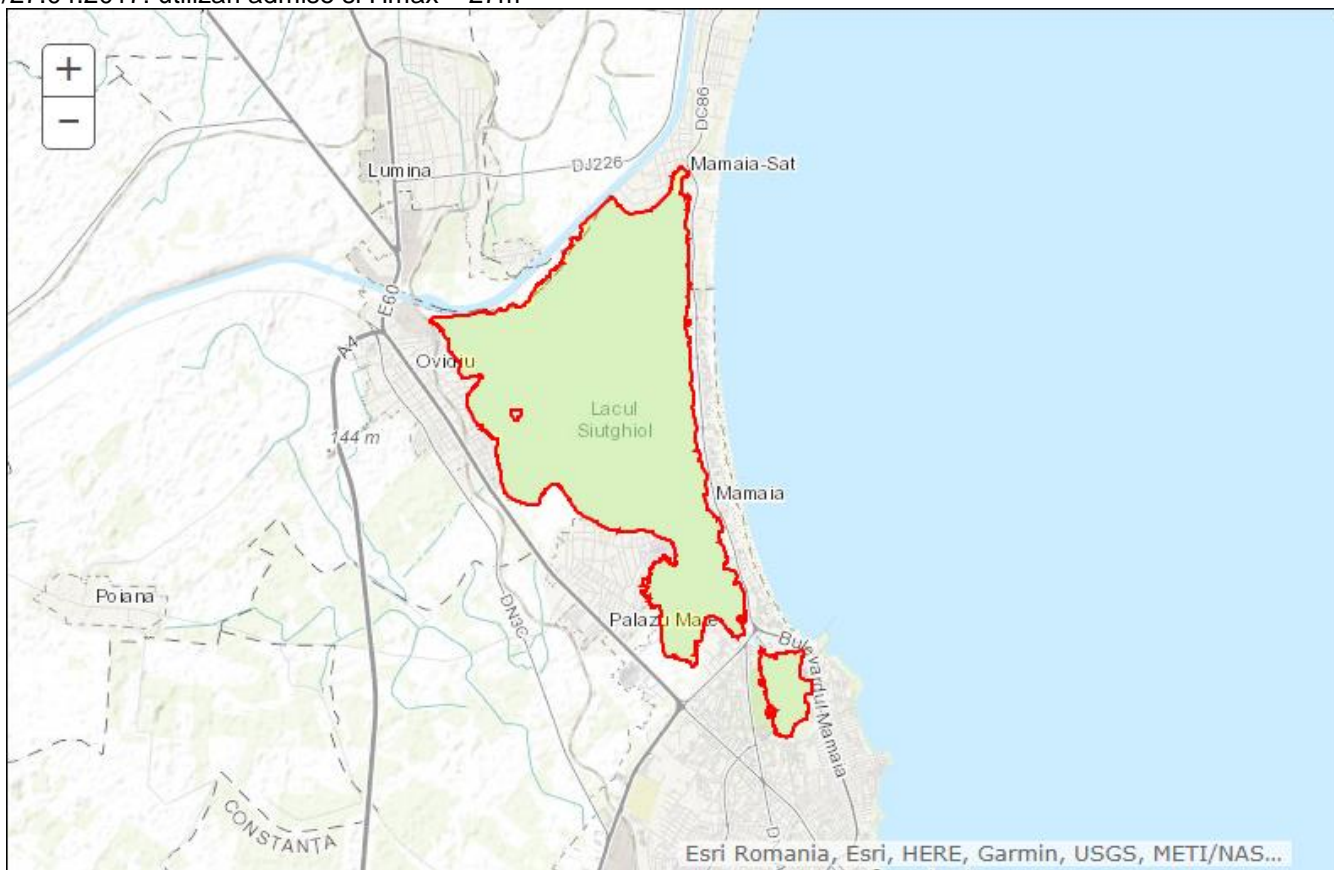 +
−
DC86
Mamaia-Sat
DJ226
Lumina
E60
A4
Ovidiu
Lacul
Siutghiol
144 m
Mamaia
Poiana
DN3C
Palazu Mare
Bulevardul Mamaia
CONSTANTA
D
Esri Romania, Esri, HERE, Garmin, USGS, METI/NAS...